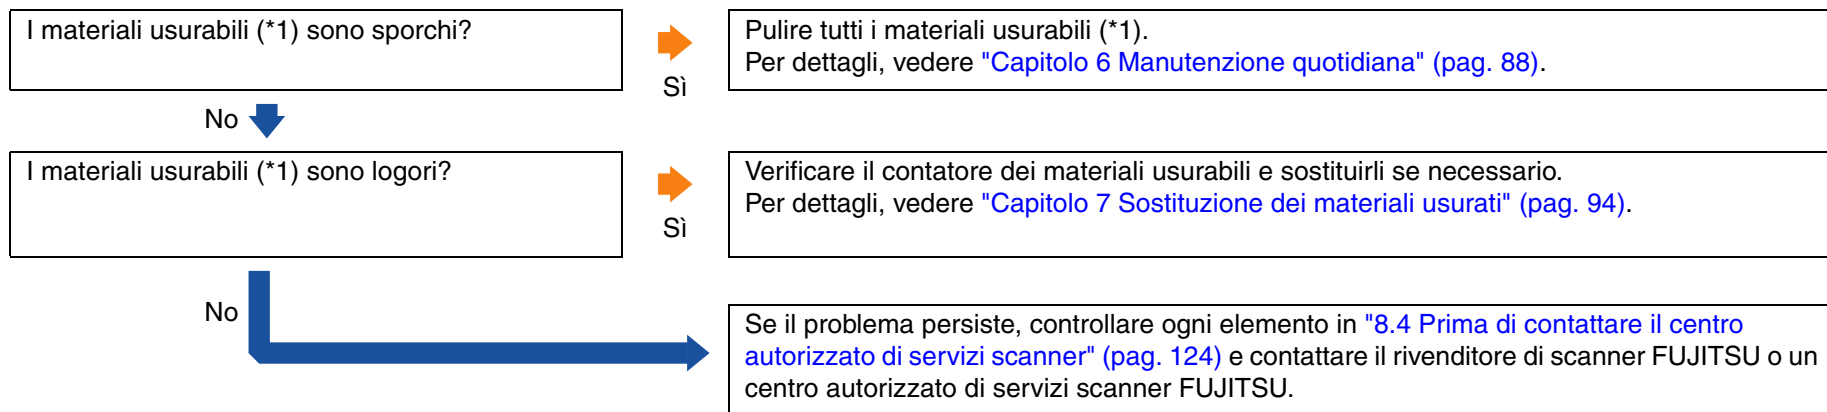 I materiali usurabili (*1) sono sporchi?
Sì
Pulire tutti i materiali usurabili (*1).
Per dettagli, vedere "Capitolo 6 Manutenzione quotidiana" (pag. 88).
No
I materiali usurabili (*1) sono logori?
Sì
Verificare il contatore dei materiali usurabili e sostituirli se necessario.
Per dettagli, vedere "Capitolo 7 Sostituzione dei materiali usurati" (pag. 94).
No
Se il problema persiste, controllare ogni elemento in "8.4 Prima di contattare il centro
autorizzato di servizi scanner" (pag. 124) e contattare il rivenditore di scanner FUJITSU o un
centro autorizzato di servizi scanner FUJITSU.